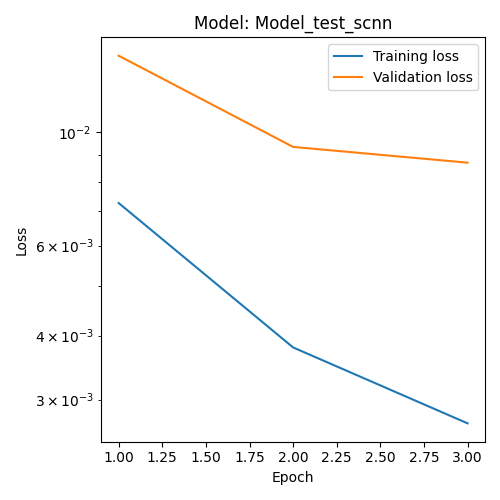 Model: Model_test_scnn
Training loss
Validation loss
10⁻²
6 × 10⁻³
4 × 10⁻³
3 × 10⁻³
Loss
1.00 1.25 1.50 1.75 2.00 2.25 2.50 2.75 3.00
Epoch